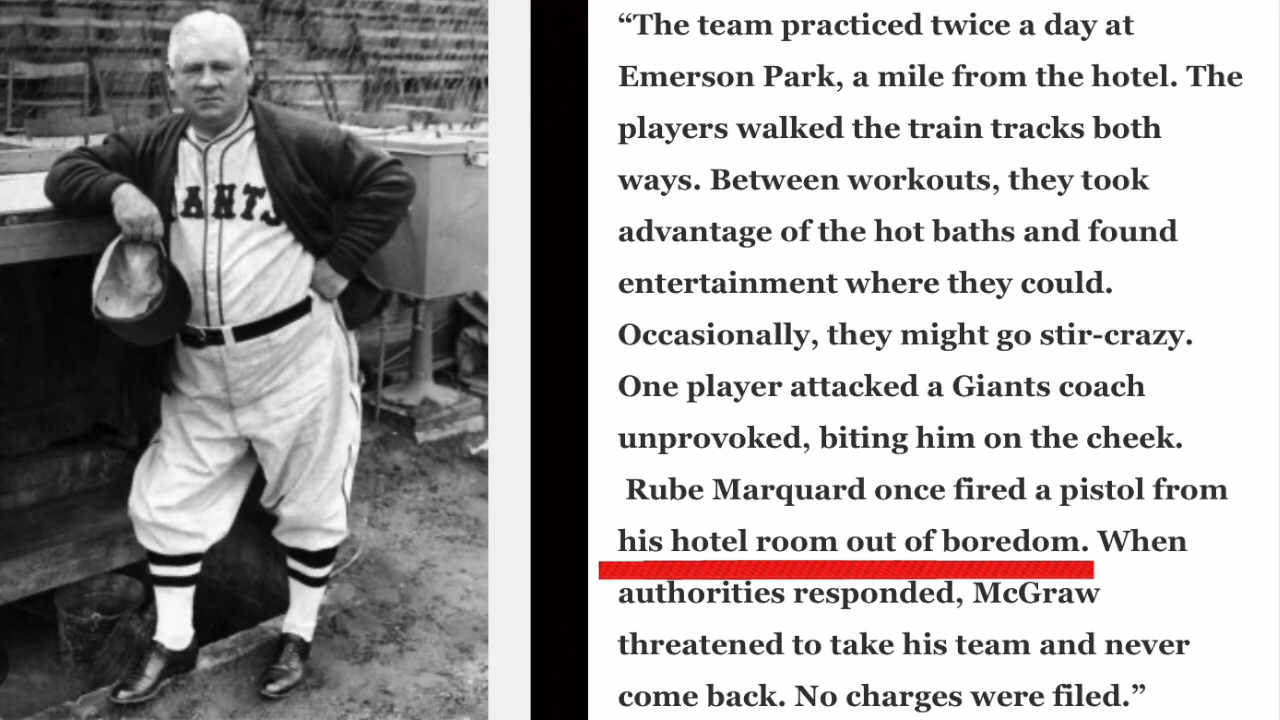 ANTS
“The team practiced twice a day at
Emerson Park, a mile from the hotel. The
players walked the train tracks both
ways. Between workouts, they took
advantage of the hot baths and found
entertainment where they could.
Occasionally, they might go stir-crazy.
One player attacked a Giants coach
unprovoked, biting him on the cheek.
Rube Marquard once fired a pistol from
his hotel room out of boredom. When
authorities responded, McGraw
threatened to take his team and never
come back. No charges were filed.”